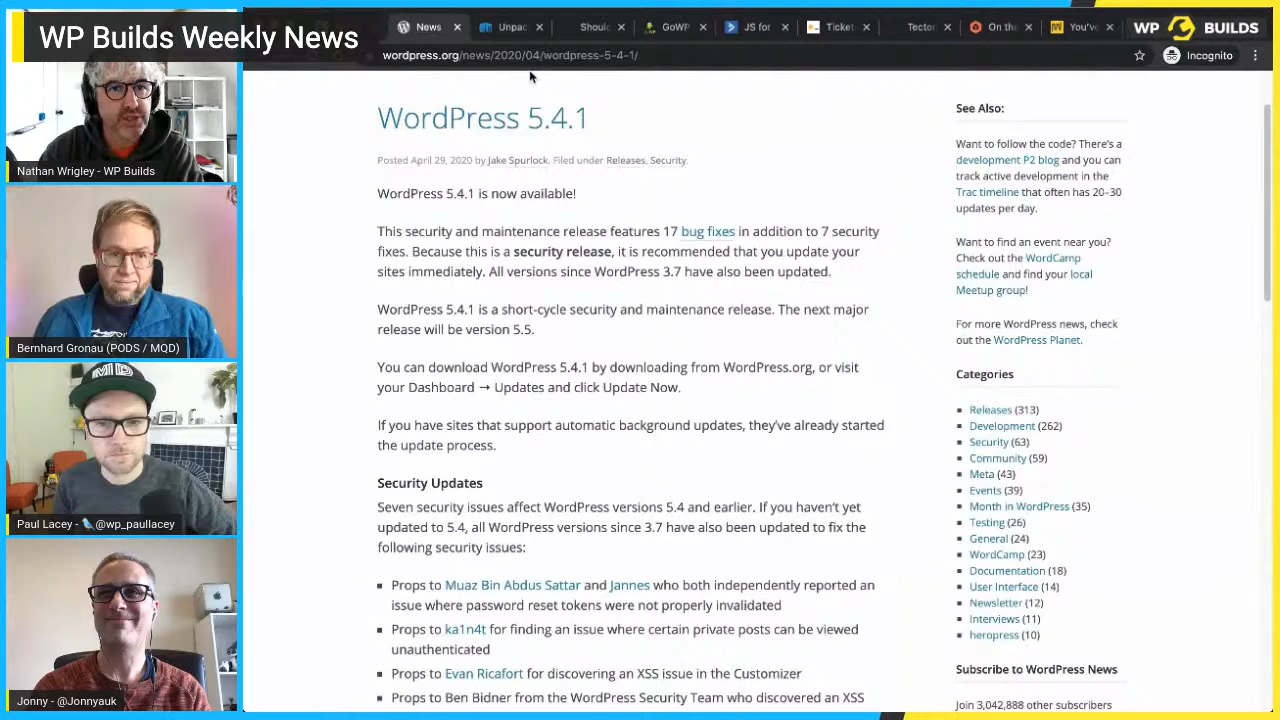 WP Builds Weekly News
Nathan Wrigley - WP Builds
Bernhard Gronau (PODS / MQD)
MD
Paul Lacey - @wp_paullacey
Jonny - @Jonnyauk
News
Unpac
Shoul
GoWP
JS for
Ticket
Tecto
On the
You've
WP BUILDS
wordpress.org/news/2020/04/wordpress-5-4-1/
Incognito
WordPress 5.4.1
Posted April 29, 2020 by Jake Spurlock. Filed under Releases, Security.
WordPress 5.4.1 is now available!
This security and maintenance release features 17 bug fixes in addition to 7 security
fixes. Because this is a security release, it is recommended that you update your
sites immediately. All versions since WordPress 3.7 have also been updated.
WordPress 5.4.1 is a short-cycle security and maintenance release. The next major
release will be version 5.5.
You can download WordPress 5.4.1 by downloading from WordPress.org, or visit
your Dashboard → Updates and click Update Now.
If you have sites that support automatic background updates, they've already started
the update process.
Security Updates
Seven security issues affect WordPress versions 5.4 and earlier. If you haven't yet
updated to 5.4, all WordPress versions since 3.7 have also been updated to fix the
following security issues:
Props to Muaz Bin Abdus Sattar and Jannes who both independently reported an
issue where password reset tokens were not properly invalidated
Props to ka1n4t for finding an issue where certain private posts can be viewed
unauthenticated
Props to Evan Ricafort for discovering an XSS issue in the Customizer
Props to Ben Bidner from the WordPress Security Team who discovered an XSS
See Also:
Want to follow the code? There's a
development P2 blog and you can
track active development in the
Trac timeline that often has 20–30
updates per day.
Want to find an event near you?
Check out the WordCamp
schedule and find your local
Meetup group!
For more WordPress news, check
out the WordPress Planet.
Categories
Releases (313)
Development (262)
Security (63)
Community (59)
Meta (43)
Events (39)
Month in WordPress (35)
Testing (26)
General (24)
WordCamp (23)
Documentation (18)
User Interface (14)
Newsletter (12)
Interviews (11)
heropress (10)
Subscribe to WordPress News
Join 3,042,888 other subscribers